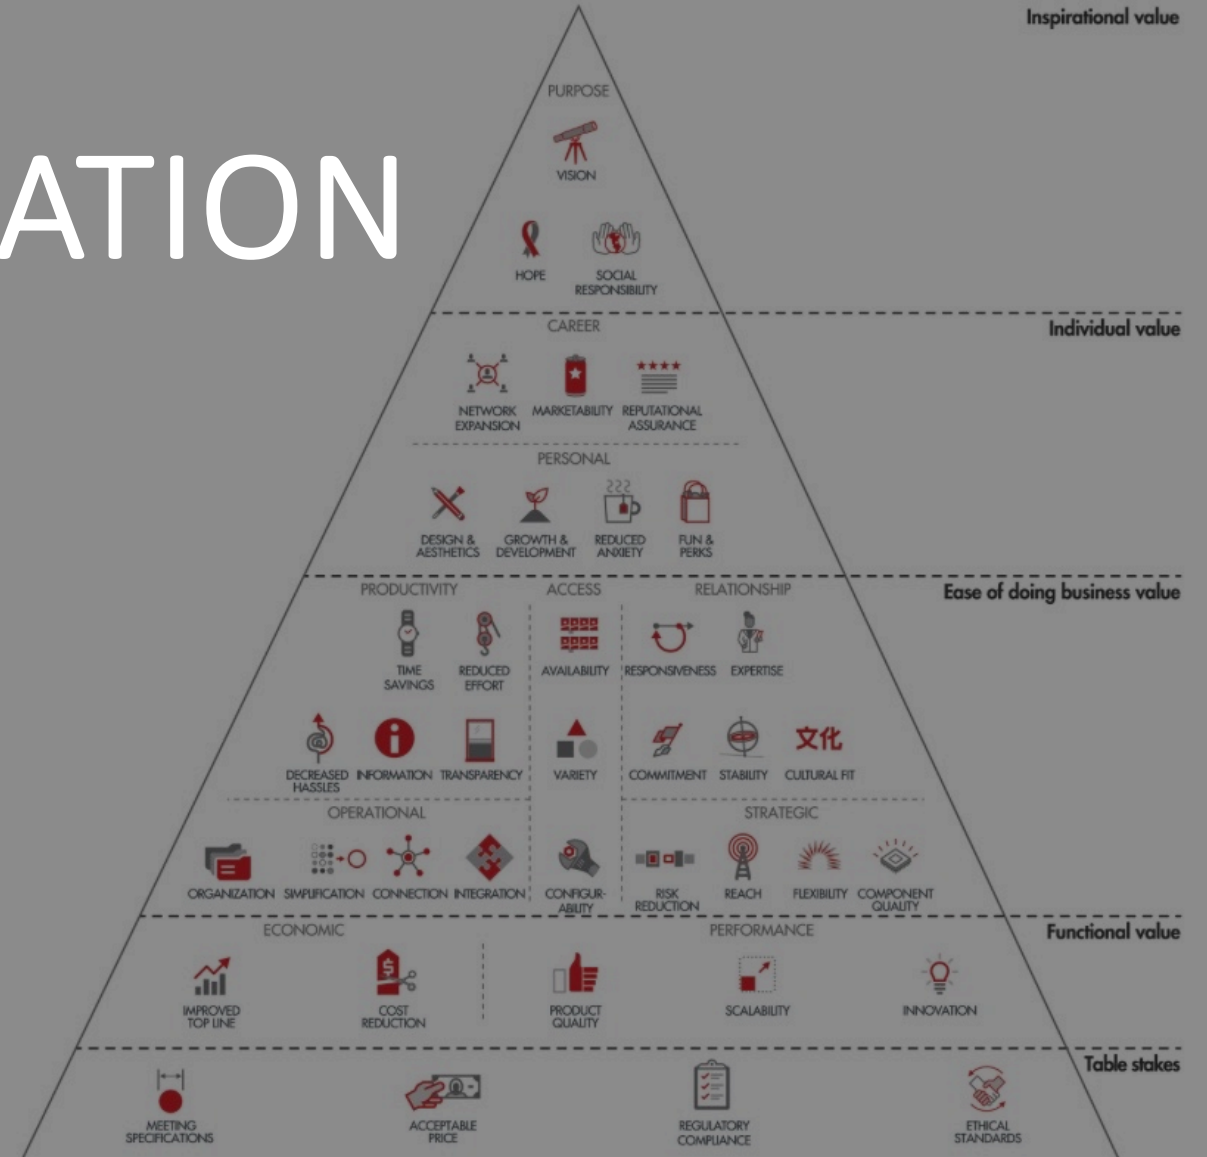 Inspirational value
PURPOSE
ATION
VISION
HOPE
SOCIAL
RESPONSIBILITY
Individual value
CAREER
NETWORK
EXPANSION
MARKETABILITY
REPUTATIONAL
ASSURANCE
PERSONAL
DESIGN &
AESTHETICS
GROWTH &
DEVELOPMENT
REDUCED
ANXIETY
FUN &
PERKS
Ease of doing business value
PRODUCTIVITY
ACCESS
RELATIONSHIP
TIME
SAVINGS
REDUCED
EFFORT
AVAILABILITY
RESPONSIVENESS
EXPERTISE
文化
DECREASED
HASSLES
INFORMATION
TRANSPARENCY
VARIETY
COMMITMENT
STABILITY
CULTURAL FIT
OPERATIONAL
STRATEGIC
ORGANIZATION
SIMPLIFICATION
CONNECTION
INTEGRATION
CONFIGUR-
ABILITY
RISK
REDUCTION
REACH
FLEXIBILITY
COMPONENT
QUALITY
Functional value
ECONOMIC
PERFORMANCE
$
IMPROVED
TOP LINE
COST
REDUCTION
PRODUCT
QUALITY
SCALABILITY
INNOVATION
Table stakes
MEETING
SPECIFICATIONS
ACCEPTABLE
PRICE
REGULATORY
COMPLIANCE
ETHICAL
STANDARDS